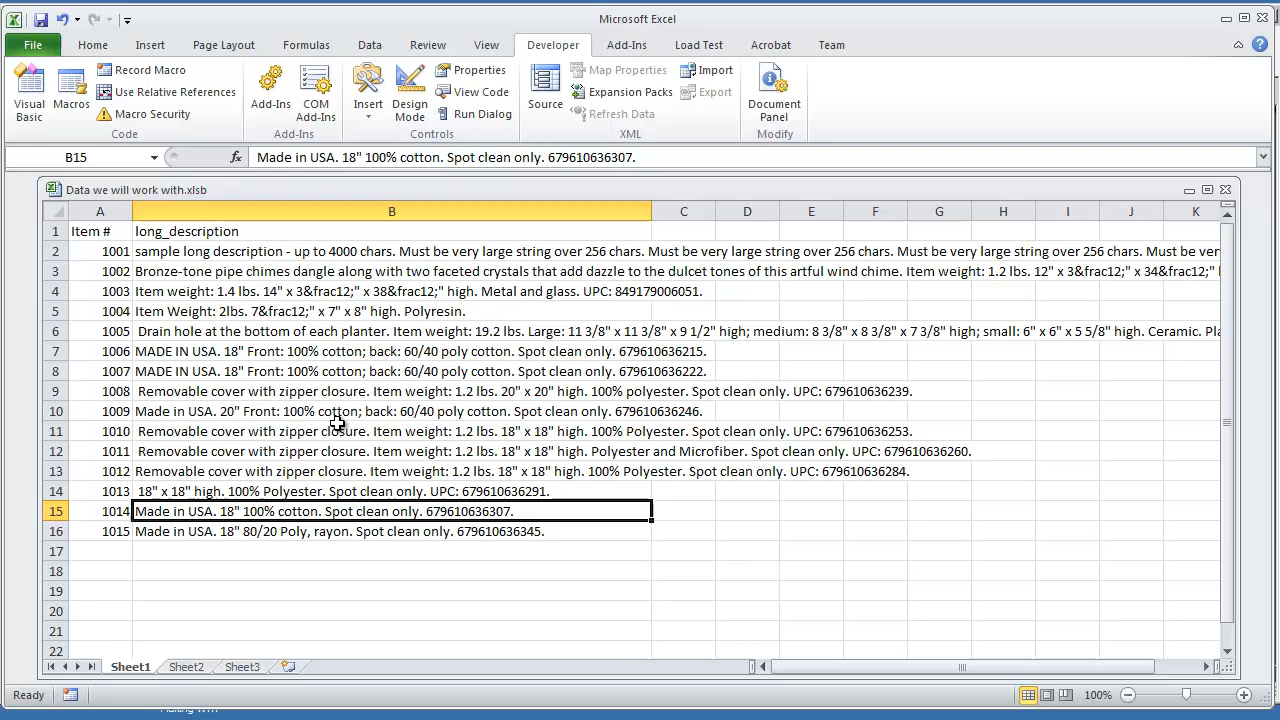 Microsoft Excel
File Home Insert Page Layout Formulas Data Review View Developer Add-Ins Load Test Acrobat Team
Visual Basic
Macros
Record Macro
Use Relative References
Macro Security
Code
Add-Ins
COM Add-Ins
Add-Ins
Insert
Design Mode
Properties
View Code
Run Dialog
Controls
Source
Map Properties
Expansion Packs
Refresh Data
Import
Export
XML
Document Panel
Modify
B15 fx Made in USA. 18" 100% cotton. Spot clean only. 679610636307.
Data we will work with.xlsb
A B C D E F G H I J K
1 Item # long_description
2 1001 sample long description - up to 4000 chars. Must be very large string over 256 chars. Must be very large string over 256 chars. Must be very large string over 256 chars. Must be ver
3 1002 Bronze-tone pipe chimes dangle along with two faceted crystals that add dazzle to the dulcet tones of this artful wind chime. Item weight: 1.2 lbs. 12" x 3&frac12;" x 34&frac12;" l
4 1003 Item weight: 1.4 lbs. 14" x 3&frac12;" x 38&frac12;" high. Metal and glass. UPC: 849179006051.
5 1004 Item Weight: 2lbs. 7&frac12;" x 7" x 8" high. Polyresin.
6 1005 Drain hole at the bottom of each planter. Item weight: 19.2 lbs. Large: 11 3/8" x 11 3/8" x 9 1/2" high; medium: 8 3/8" x 8 3/8" x 7 3/8" high; small: 6" x 6" x 5 5/8" high. Ceramic. Pla
7 1006 MADE IN USA. 18" Front: 100% cotton; back: 60/40 poly cotton. Spot clean only. 679610636215.
8 1007 MADE IN USA. 18" Front: 100% cotton; back: 60/40 poly cotton. Spot clean only. 679610636222.
9 1008 Removable cover with zipper closure. Item weight: 1.2 lbs. 20" x 20" high. 100% polyester. Spot clean only. UPC: 679610636239.
10 1009 Made in USA. 20" Front: 100% cotton; back: 60/40 poly cotton. Spot clean only. 679610636246.
11 1010 Removable cover with zipper closure. Item weight: 1.2 lbs. 18" x 18" high. 100% Polyester. Spot clean only. UPC: 679610636253.
12 1011 Removable cover with zipper closure. Item weight: 1.2 lbs. 18" x 18" high. Polyester and Microfiber. Spot clean only. UPC: 679610636260.
13 1012 Removable cover with zipper closure. Item weight: 1.2 lbs. 18" x 18" high. 100% Polyester. Spot clean only. UPC: 679610636284.
14 1013 18" x 18" high. 100% Polyester. Spot clean only. UPC: 679610636291.
15 1014 Made in USA. 18" 100% cotton. Spot clean only. 679610636307.
16 1015 Made in USA. 18" 80/20 Poly, rayon. Spot clean only. 679610636345.
17
18
19
20
21
22
Sheet1 Sheet2 Sheet3
Ready 100%